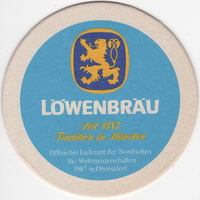 LÖWENBRÄU
Seit 1383
Tradition in München
Offizieller Lieferant der Nordischen
Ski Weltmeisterschaften
1987 in Oberstdorf